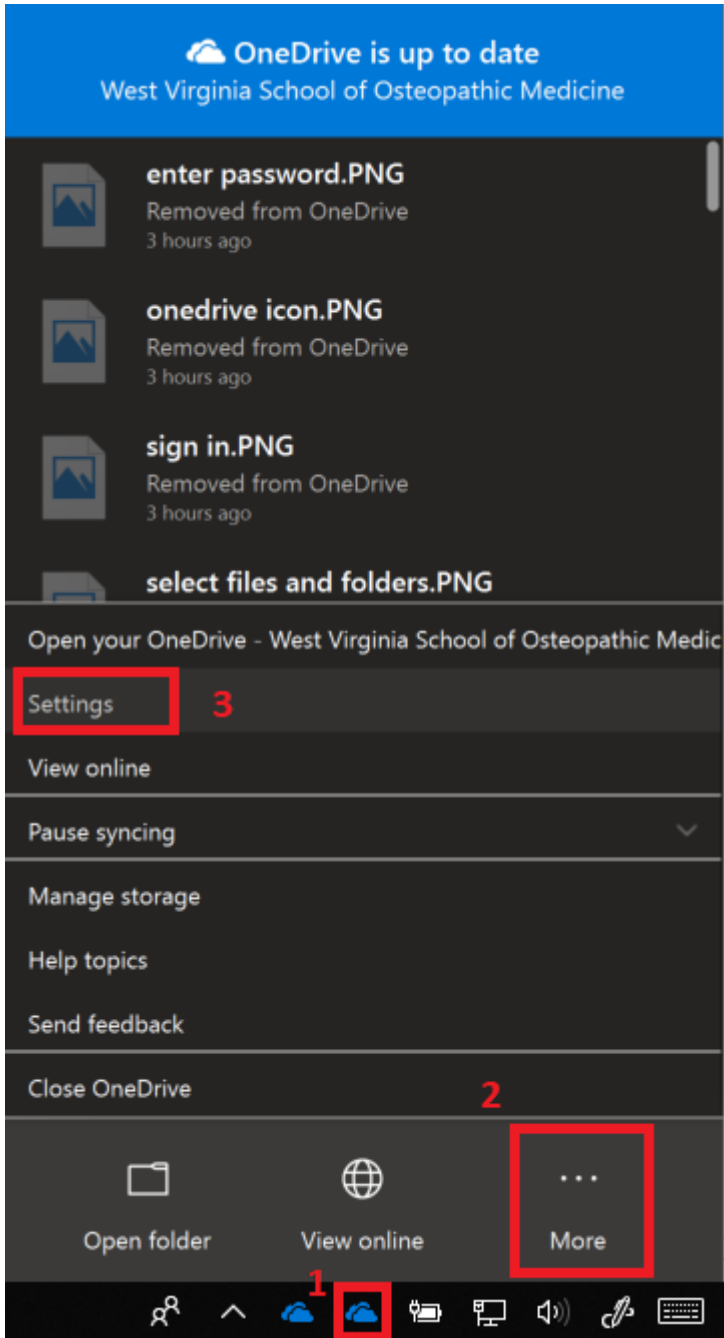 OneDrive is up to date
West Virginia School of Osteopathic Medicine
enter password.PNG
Removed from OneDrive
3 hours ago
onedrive icon.PNG
Removed from OneDrive
3 hours ago
sign in.PNG
Removed from OneDrive
3 hours ago
select files and folders.PNG
Open your OneDrive - West Virginia School of Osteopathic Medic
Settings 3
View online
Pause syncing
Manage storage
Help topics
Send feedback
Close OneDrive
2
Open folder View online More
1